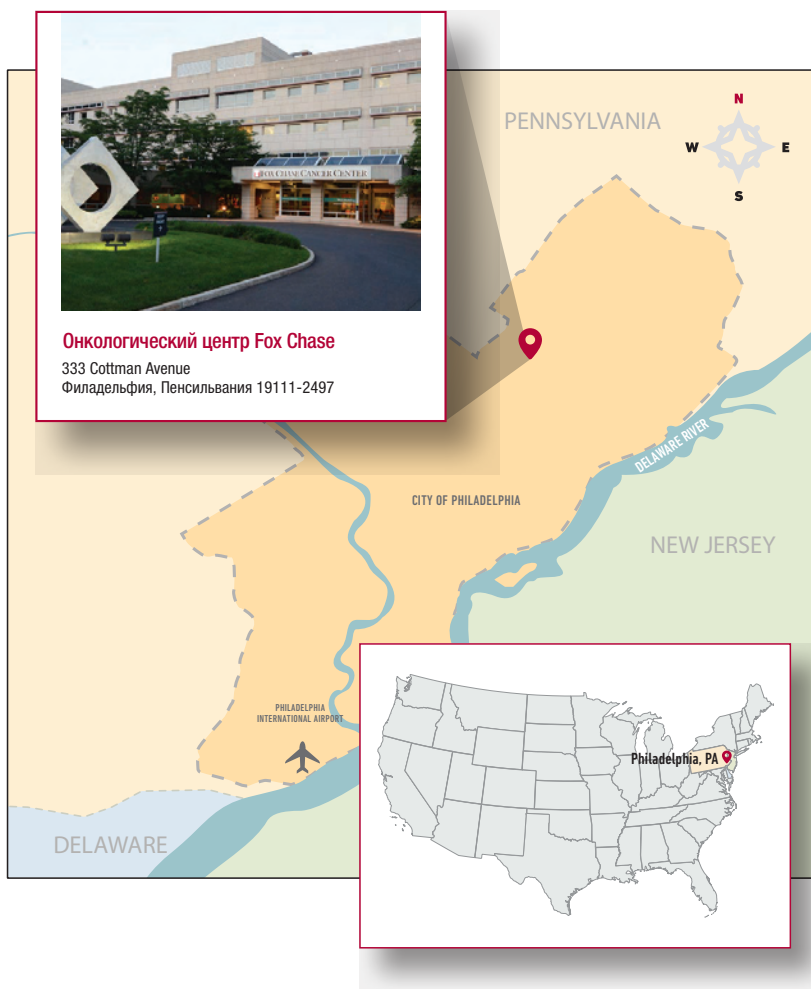 FOX CHASE CANCER CENTER
Онкологический центр Fox Chase
333 Cottman Avenue
Филадельфия, Пенсильвания 19111-2497
PENNSYLVANIA
N
W
E
S
DELAWARE RIVER
CITY OF PHILADELPHIA
NEW JERSEY
PHILADELPHIA
INTERNATIONAL AIRPORT
Philadelphia, PA
DELAWARE